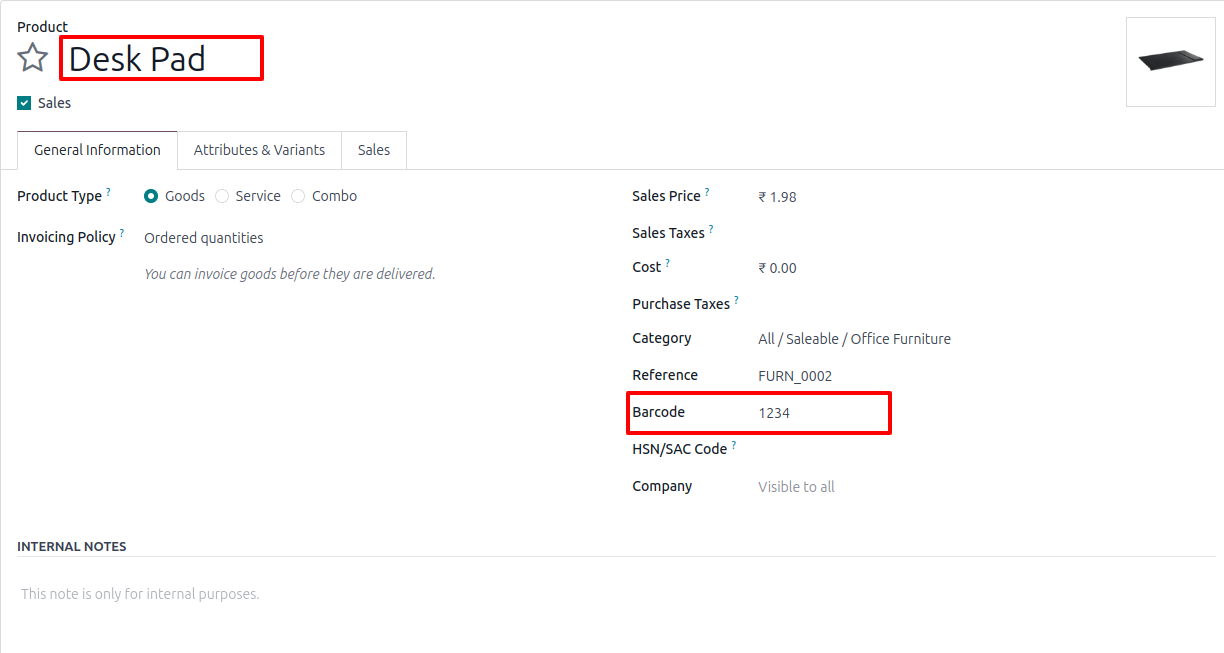 Product
Desk Pad
Sales
General Information Attributes & Variants Sales
Product Type ? Goods Service Combo
Invoicing Policy ? Ordered quantities
You can invoice goods before they are delivered.
Sales Price ? ₹ 1.98
Sales Taxes ?
Cost ? ₹ 0.00
Purchase Taxes ?
Category All / Saleable / Office Furniture
Reference FURN_0002
Barcode 1234
HSN/SAC Code ?
Company Visible to all
INTERNAL NOTES
This note is only for internal purposes.